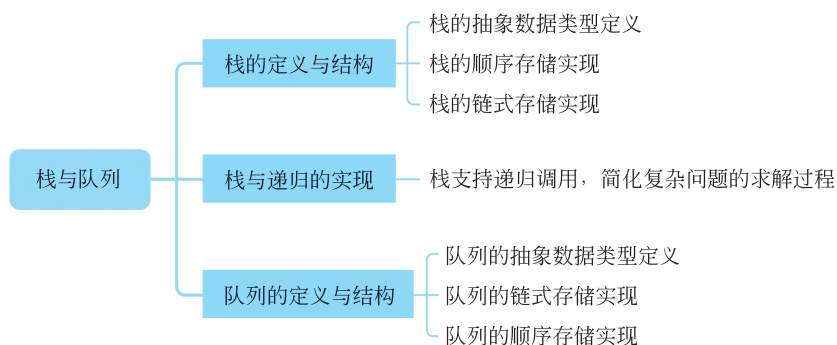 栈与队列
栈的定义与结构
栈的抽象数据类型定义
栈的顺序存储实现
栈的链式存储实现
栈与递归的实现
栈支持递归调用，简化复杂问题的求解过程
队列的定义与结构
队列的抽象数据类型定义
队列的链式存储实现
队列的顺序存储实现